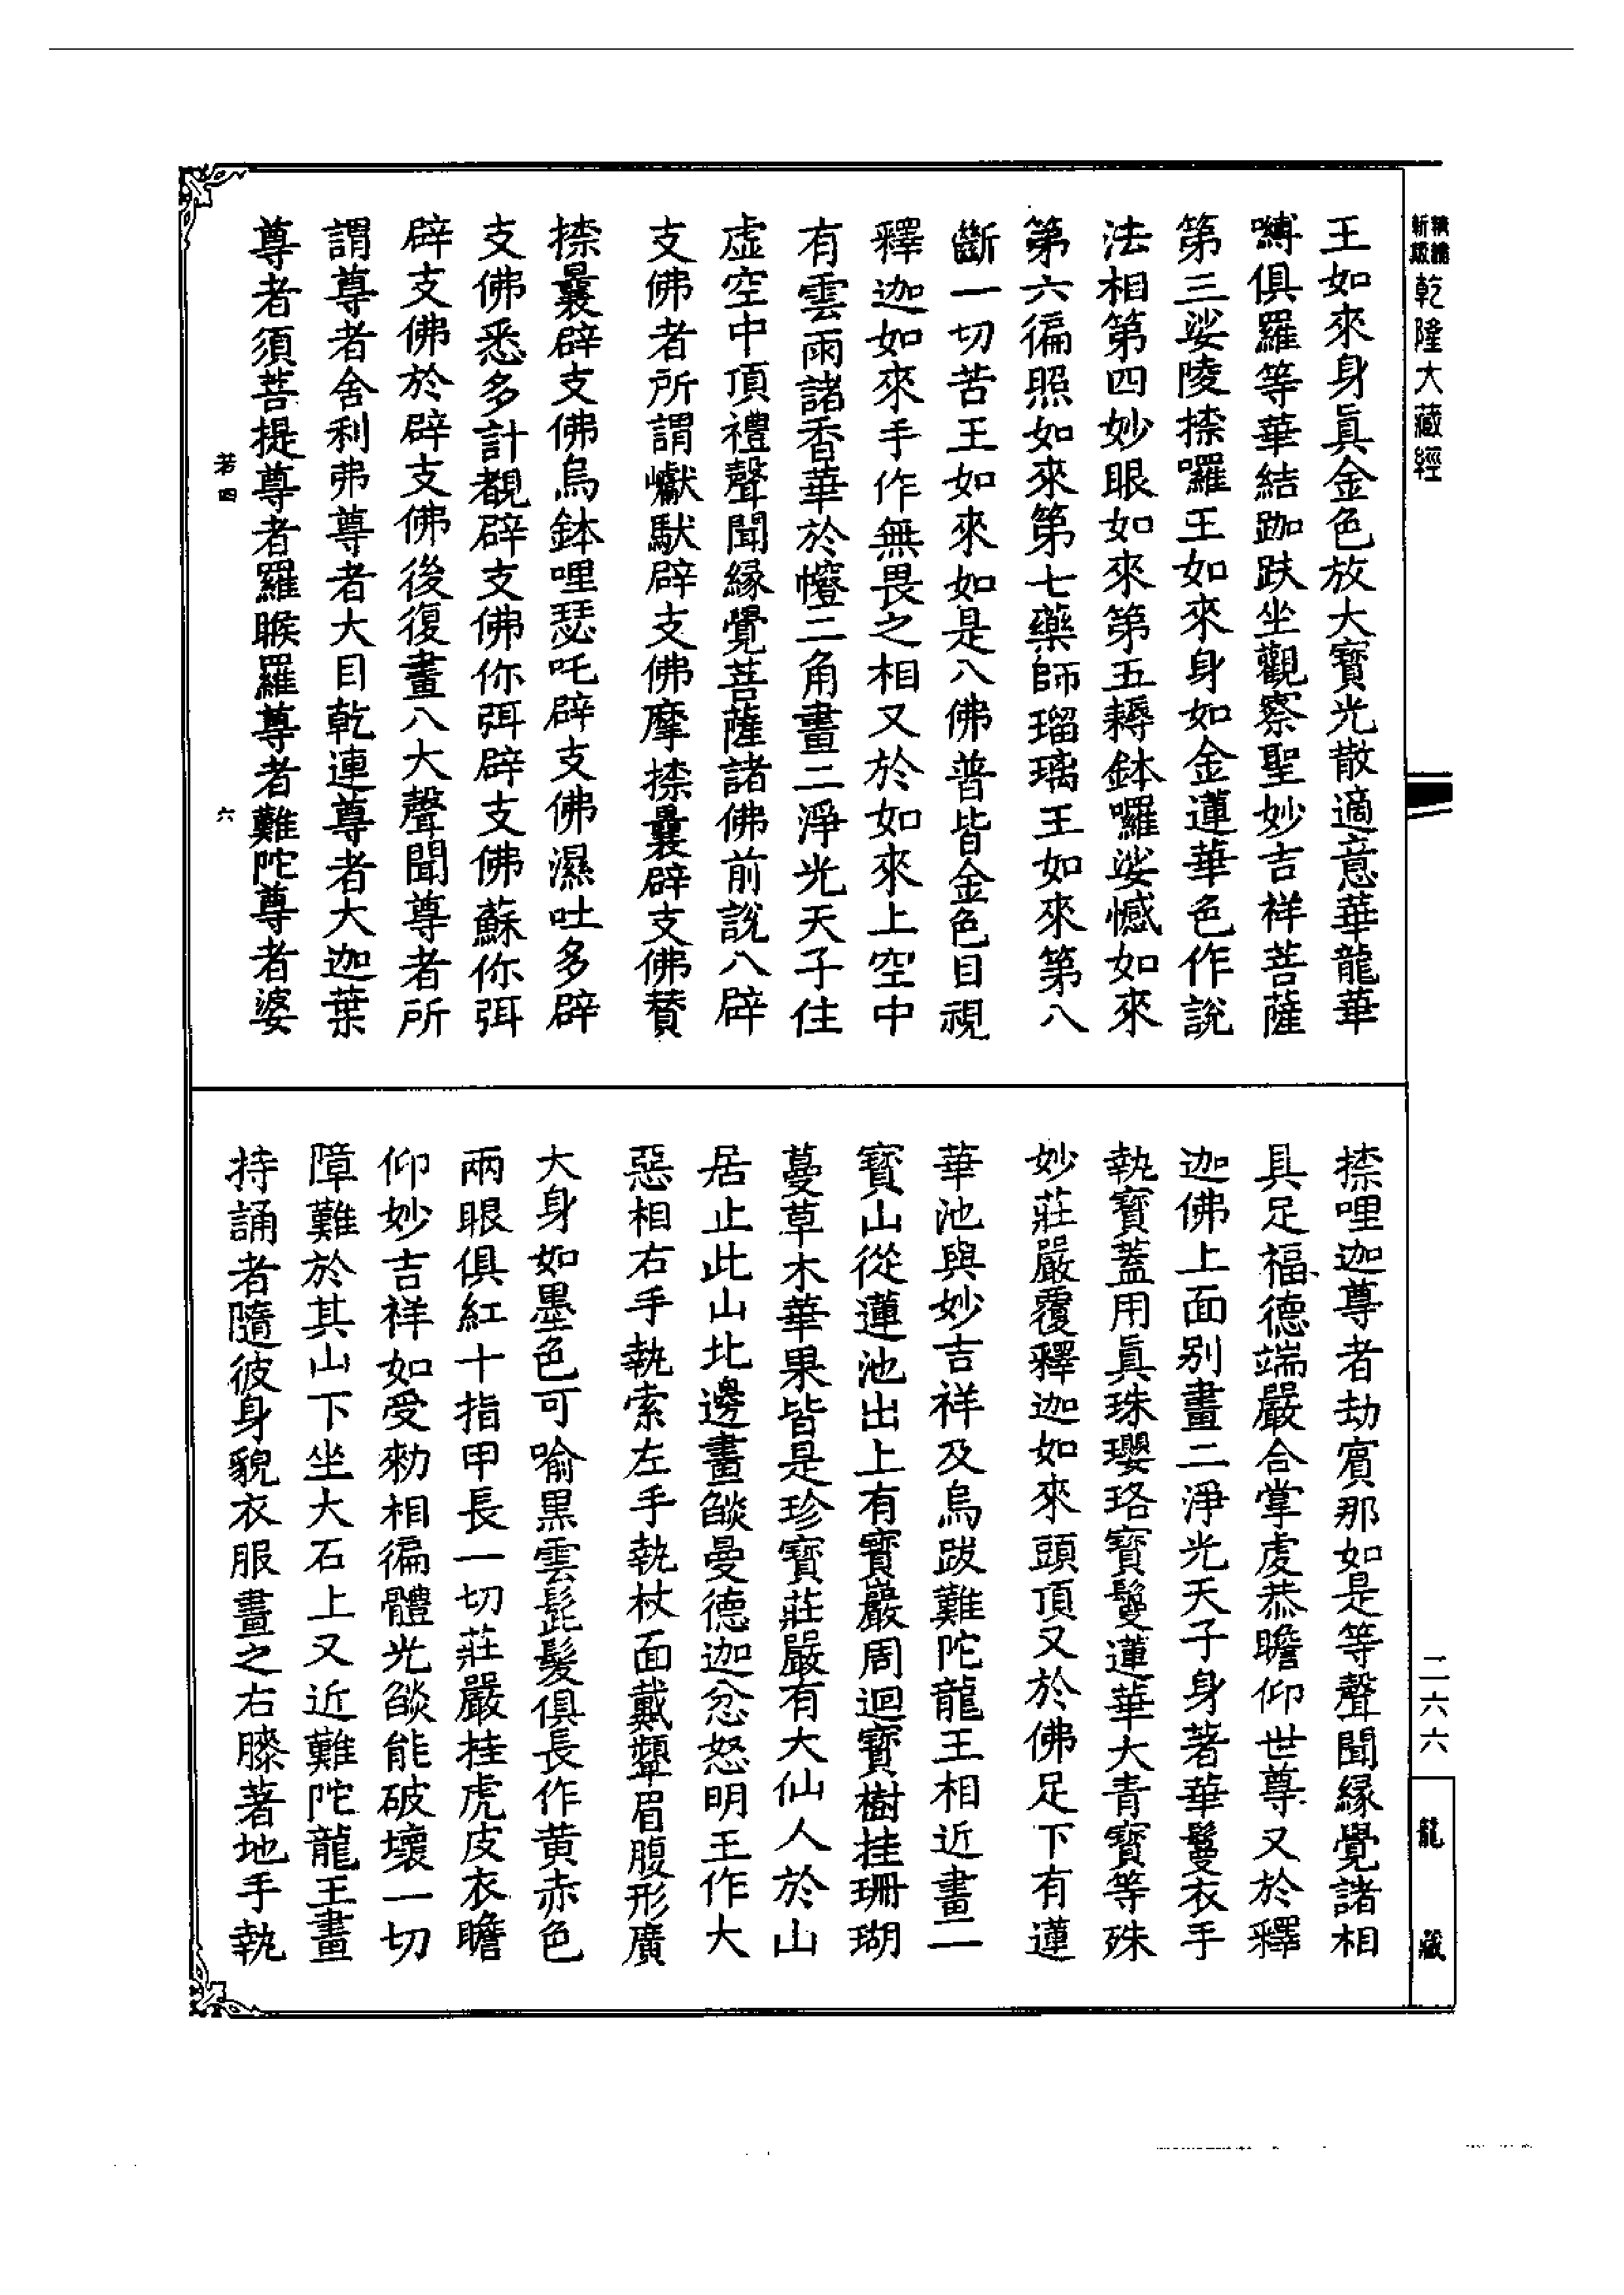 精繕
新版
乾隆大藏經
王如來身眞金色放大寳光散適意華龍華
嚩俱羅等華結跏趺坐觀察聖妙吉祥菩薩
第三娑陵捺囉王如來身如金蓮華色作說
法相第四妙眼如來第五耨鉢囉娑憾如來
第六徧照如來第七藥師瑠璃王如來第八
斷一切苦王如來如是八佛普皆金色目視
釋迦如來手作無畏之相又於如來上空中
有雲雨諸香華於㡧二角畫二淨光天子住
虛空中頂禮聲聞緣覺菩薩諸佛前說八辟
支佛者所謂巘馱辟支佛摩捺曩辟支佛賛
捺曩辟支佛烏鉢哩瑟吒辟支佛濕吐多辟
支佛悉多計覩辟支佛你弭辟支佛蘇你弭
辟支佛於辟支佛後復畫八大聲聞尊者所
謂尊者舍利弗尊者大目乾連尊者大迦葉
尊者須菩提尊者羅睺羅尊者難陀尊者婆
若四
六
捺哩迦尊者劫賓那如是等聲聞緣覺諸相
具足福德端嚴合掌虔恭瞻仰世尊又於釋
迦佛上面別畫二淨光天子身著華鬘衣手
執寳蓋用眞珠瓔珞寳鬘蓮華大青寳等殊
妙莊嚴覆釋迦如來頭頂又於佛足下有蓮
華池與妙吉祥及烏跋難陀龍王相近畫二
寳山從蓮池出上有寳巖周迴寳樹挂珊瑚
蔓草木華果皆是珍寳莊嚴有大仙人於山
居止此山北邊畫燄曼德迦忿怒明王作大
惡相右手執索左手執杖面戴顰眉腹形廣
大身如墨色可喻黒雲髭髮俱長作黄赤色
兩眼俱紅十指甲長一切莊嚴挂虎皮衣瞻
仰妙吉祥如受勑相徧體光燄能破壞一切
障難於其山下坐大石上又近難陀龍王畫
持誦者隨彼身貌衣服畫之右膝著地手執
二六六
龍藏